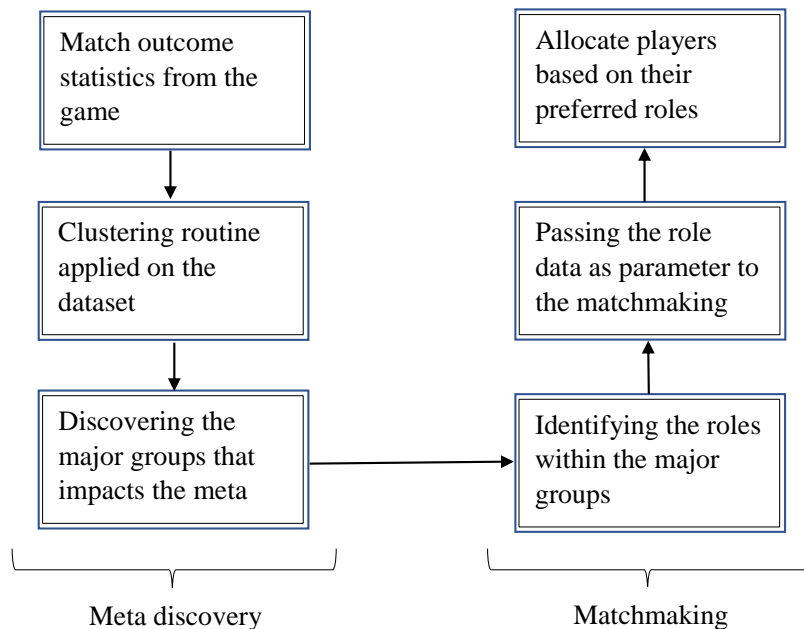 Match outcome
statistics from the
game
Clustering routine
applied on the
dataset
Discovering the
major groups that
impacts the meta
Meta discovery
Allocate players
based on their
preferred roles
Passing the role
data as parameter to
the matchmaking
Identifying the roles
within the major
groups
Matchmaking